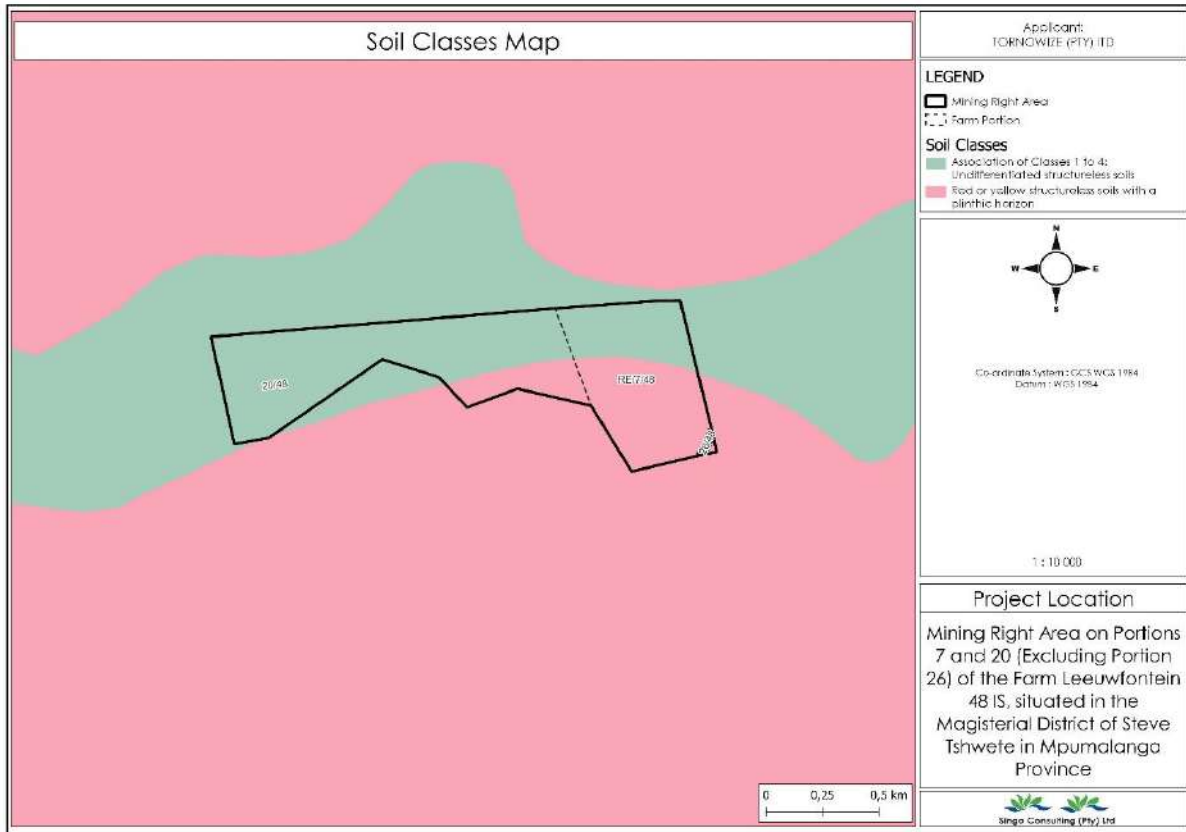 Soil Classes Map
Applicant:
TORNOWIZE (PTY) LTD
LEGEND
Mining Right Area
Farm Portion
Soil Classes
Association of Classes 1 to 4:
Undifferentiated structureless soils
Red or yellow structureless soils with a
plinthic horizon
N
W
E
S
20/48
RE/7/48
Co-ordinate System : GCS WGS 1984
Datum : WGS 1984
1 : 10 000
0
0,25
0,5 km
Project Location
Mining Right Area on Portions
7 and 20 (Excluding Portion
26) of the Farm Leeuwfontein
48 IS, situated in the
Magisterial District of Steve
Tshwete in Mpumalanga
Province
Singo Consulting (Pty) Ltd